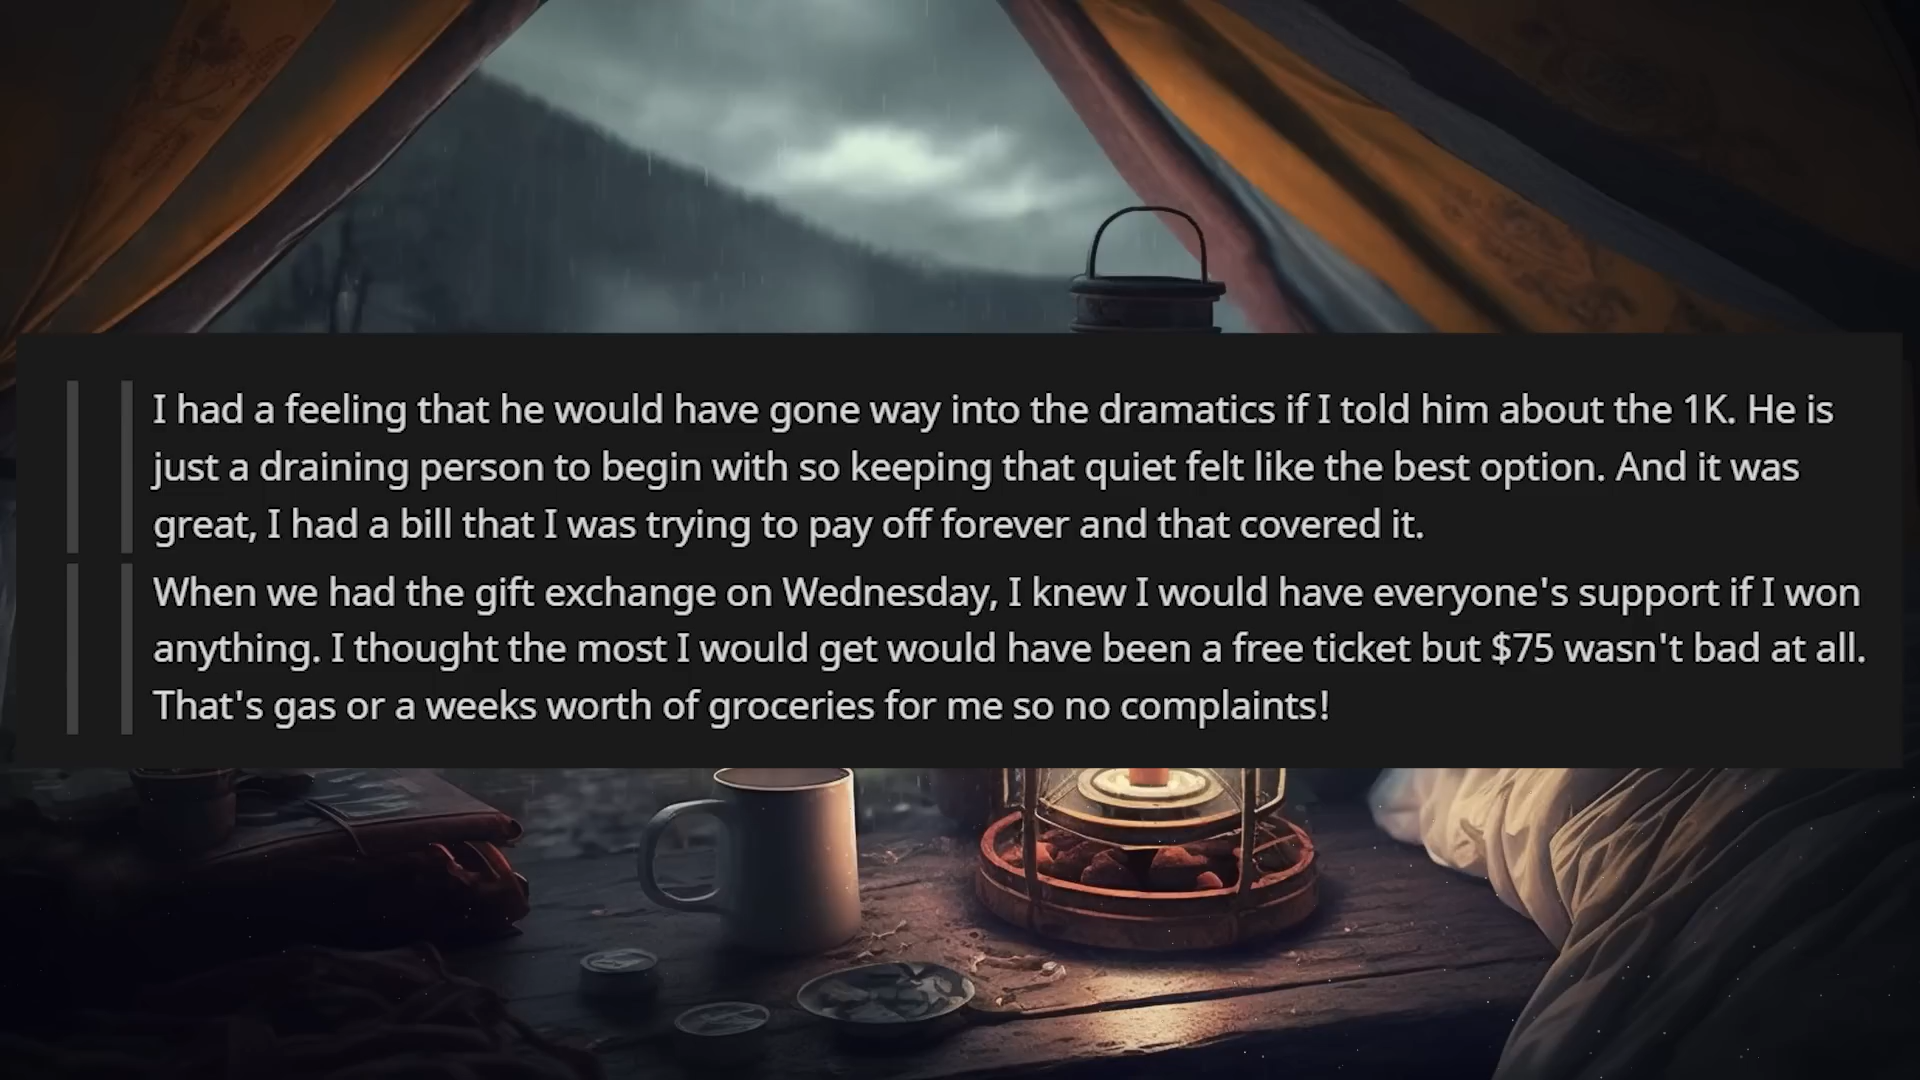 I had a feeling that he would have gone way into the dramatics if I told him about the 1K. He is
just a draining person to begin with so keeping that quiet felt like the best option. And it was
great, I had a bill that I was trying to pay off forever and that covered it.
When we had the gift exchange on Wednesday, I knew I would have everyone's support if I won
anything. I thought the most I would get would have been a free ticket but $75 wasn't bad at all.
That's gas or a weeks worth of groceries for me so no complaints!